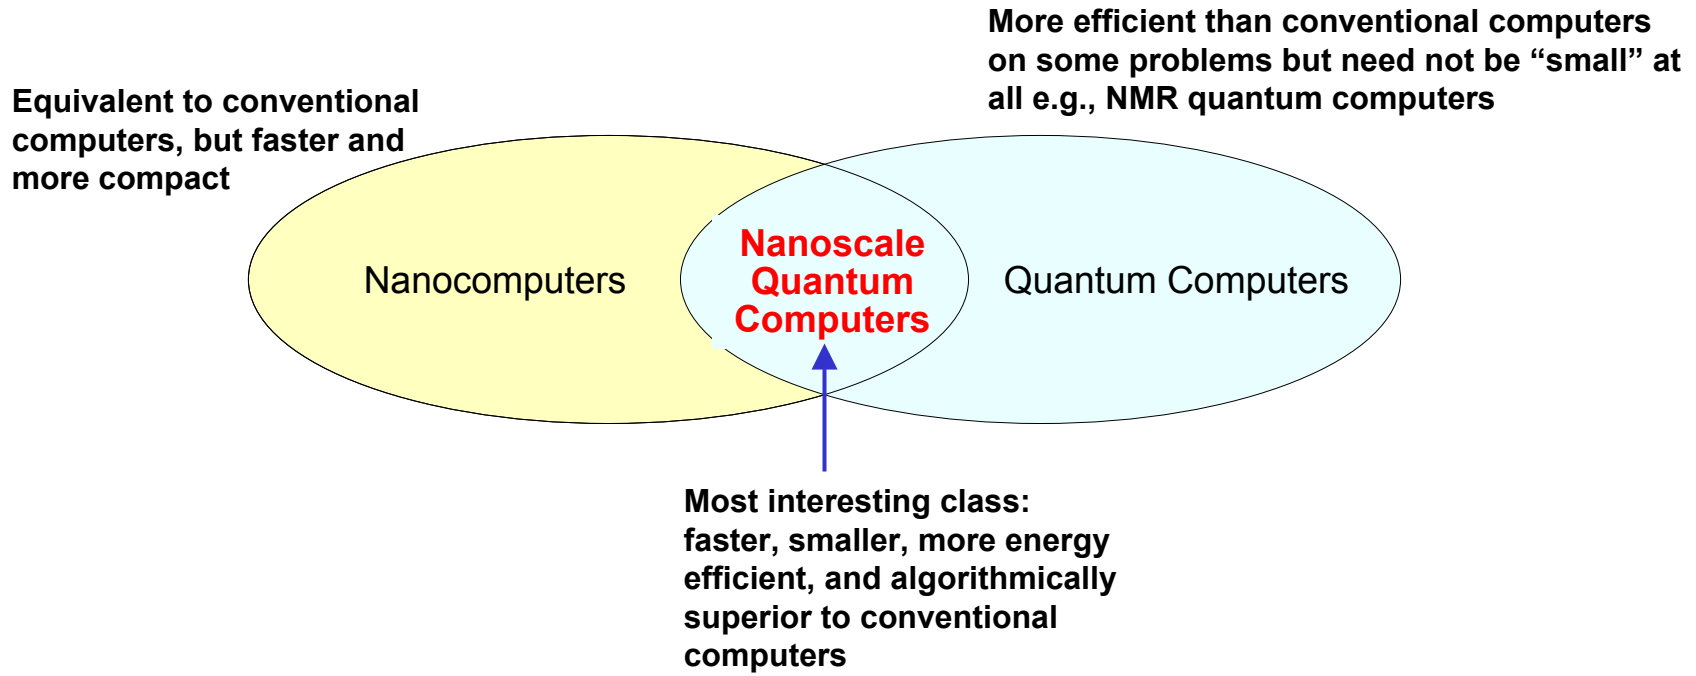 More efficient than conventional computers
on some problems but need not be “small” at
all e.g., NMR quantum computers
Equivalent to conventional
computers, but faster and
more compact
Nanocomputers
Nanoscale
Quantum
Computers
Quantum Computers
Most interesting class:
faster, smaller, more energy
efficient, and algorithmically
superior to conventional
computers